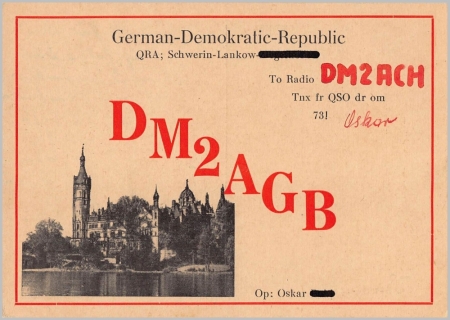 German-Demokratic-Republic
QRA; Schwerin-Lankow-
To Radio DM2ACH
Tnx fr QSO dr om
73!
Oskar
DM2AGB
Op: Oskar